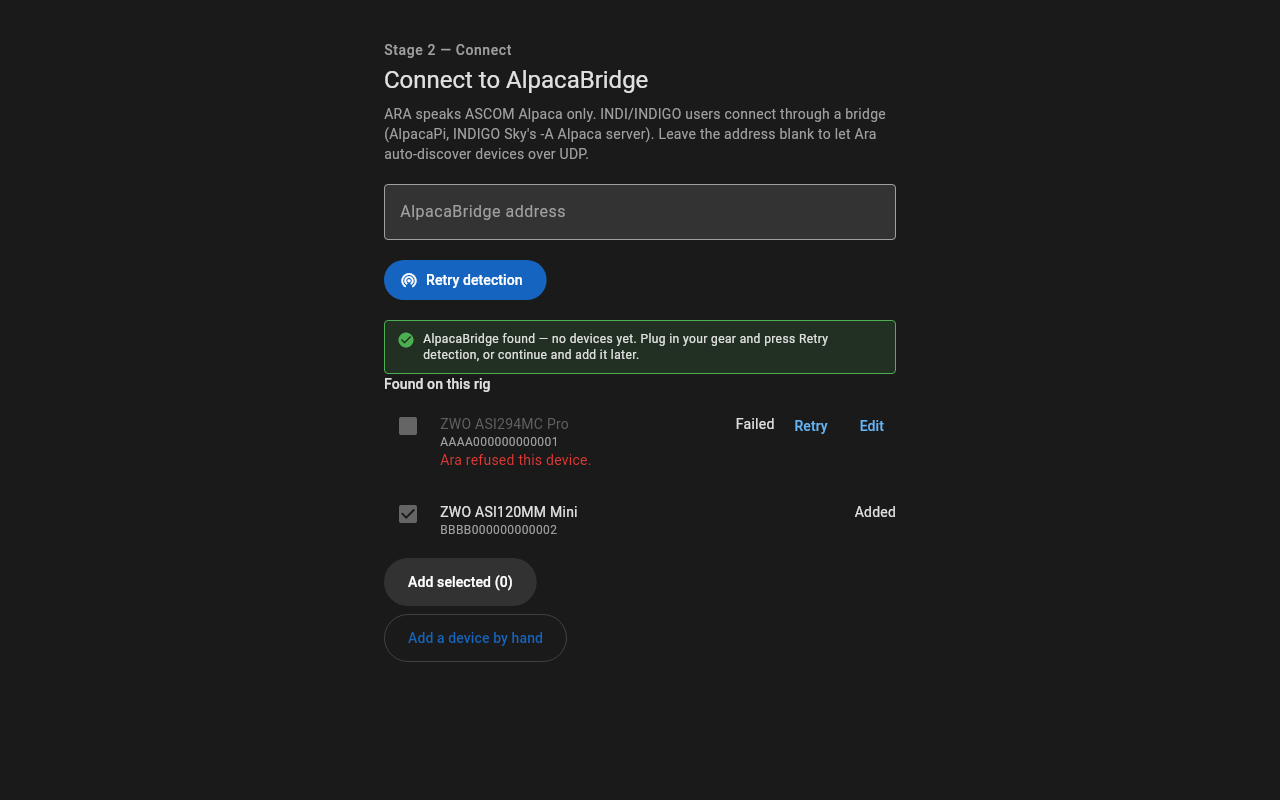 Stage 2 — Connect
Connect to AlpacaBridge
ARA speaks ASCOM Alpaca only. INDI/INDIGO users connect through a bridge
(AlpacaPi, INDIGO Sky's -A Alpaca server). Leave the address blank to let Ara
auto-discover devices over UDP.
AlpacaBridge address
Retry detection
AlpacaBridge found — no devices yet. Plug in your gear and press Retry
detection, or continue and add it later.
Found on this rig
ZWO ASI294MC Pro Failed Retry Edit
AAAA000000000001
Ara refused this device.
ZWO ASI120MM Mini Added
BBBB000000000002
Add selected (0)
Add a device by hand